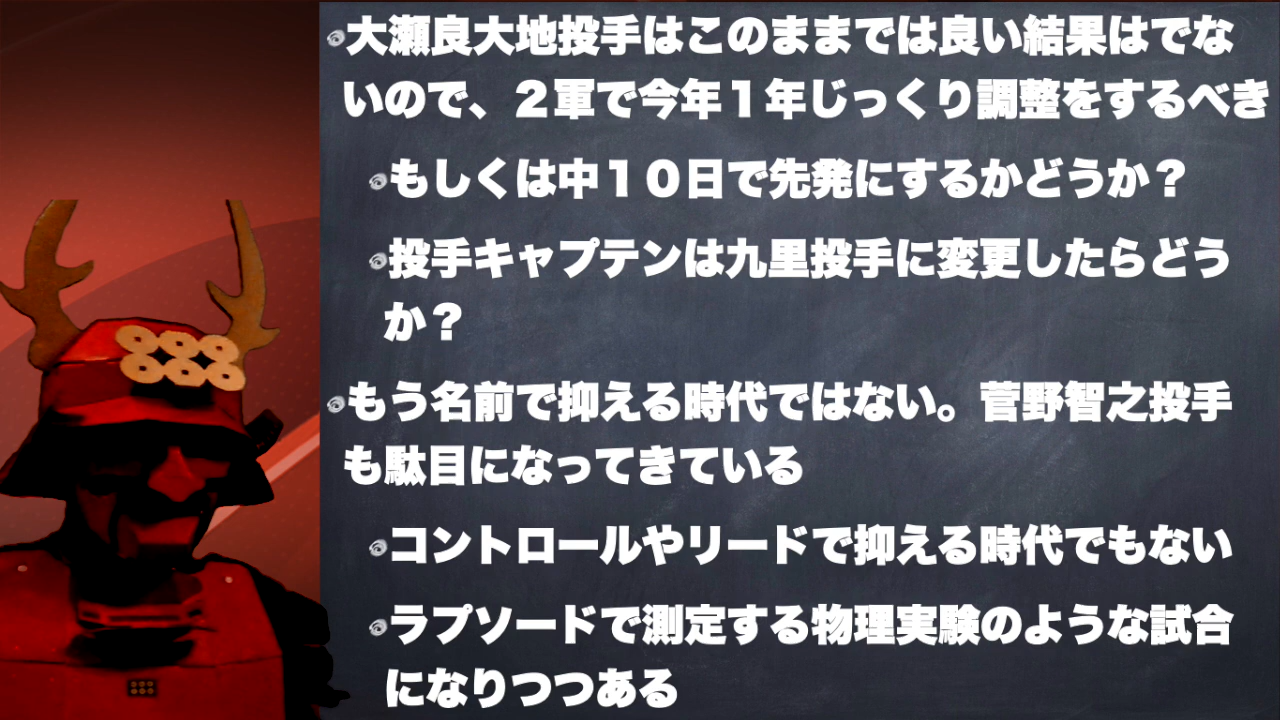 大瀬良大地投手はこのままでは良い結果はでな
いので、２軍で今年１年じっくり調整をするべき
もしくは中１０日で先発にするかどうか？
投手キャプテンは九里投手に変更したらどう
か？
もう名前で抑える時代ではない。菅野智之投手
も駄目になってきている
コントロールやリードで抑える時代でもない
ラプソードで測定する物理実験のような試合
になりつつある